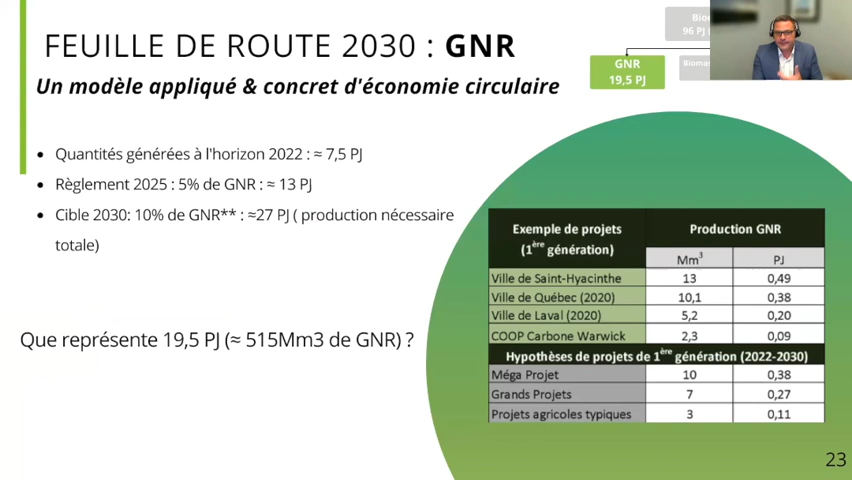 FEUILLE DE ROUTE 2030 : GNR
Un modèle appliqué & concret d'économie circulaire
96 PJ
GNR
19,5 PJ
• Quantités générées à l'horizon 2022 : ≈ 7,5 PJ
• Règlement 2025 : 5% de GNR : ≈ 13 PJ
• Cible 2030: 10% de GNR** : ≈27 PJ ( production nécessaire
totale)
Que représente 19,5 PJ (≈ 515Mm3 de GNR) ?
Exemple de projets
(1ère génération)
Production GNR
Mm3 PJ
Ville de Saint-Hyacinthe 13 0,49
Ville de Québec (2020) 10,1 0,38
Ville de Laval (2020) 5,2 0,20
COOP Carbone Warwick 2,3 0,09
Hypothèses de projets de 1ère génération (2022-2030)
Méga Projet 10 0,38
Grands Projets 7 0,27
Projets agricoles typiques 3 0,11
23